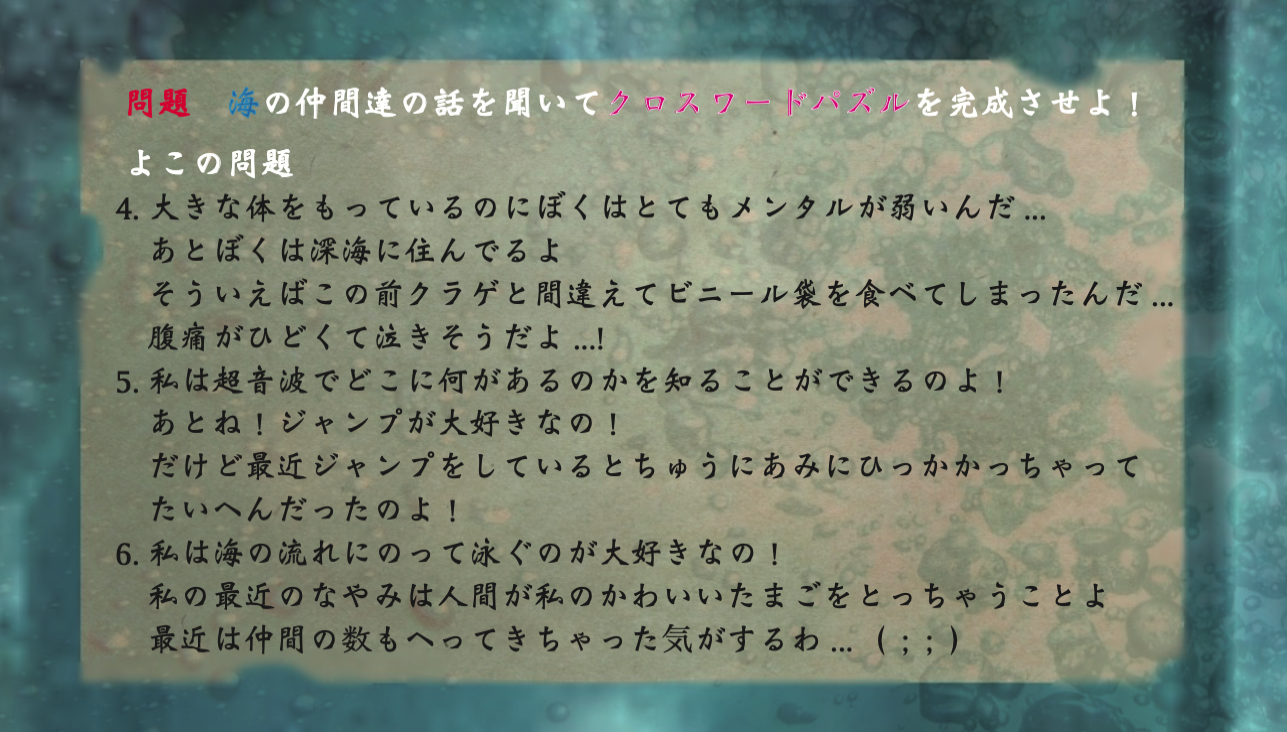 問題　海の仲間達の話を聞いてクロスワードパズルを完成させよ！
よこの問題
4. 大きな体をもっているのにぼくはとてもメンタルが弱いんだ...
あとぼくは深海に住んでるよ
そういえばこの前クラゲと間違えてビニール袋を食べてしまったんだ...
腹痛がひどくて泣きそうだよ...!
5. 私は超音波でどこに何があるのかを知ることができるのよ！
あとね！ジャンプが大好きなの！
だけど最近ジャンプをしているとちゅうにあみにひっかかっちゃって
たいへんだったのよ！
6. 私は海の流れにのって泳ぐのが大好きなの！
私の最近のなやみは人間が私のかわいいたまごをとっちゃうことよ
最近は仲間の数もへってきちゃった気がするわ...（；；）